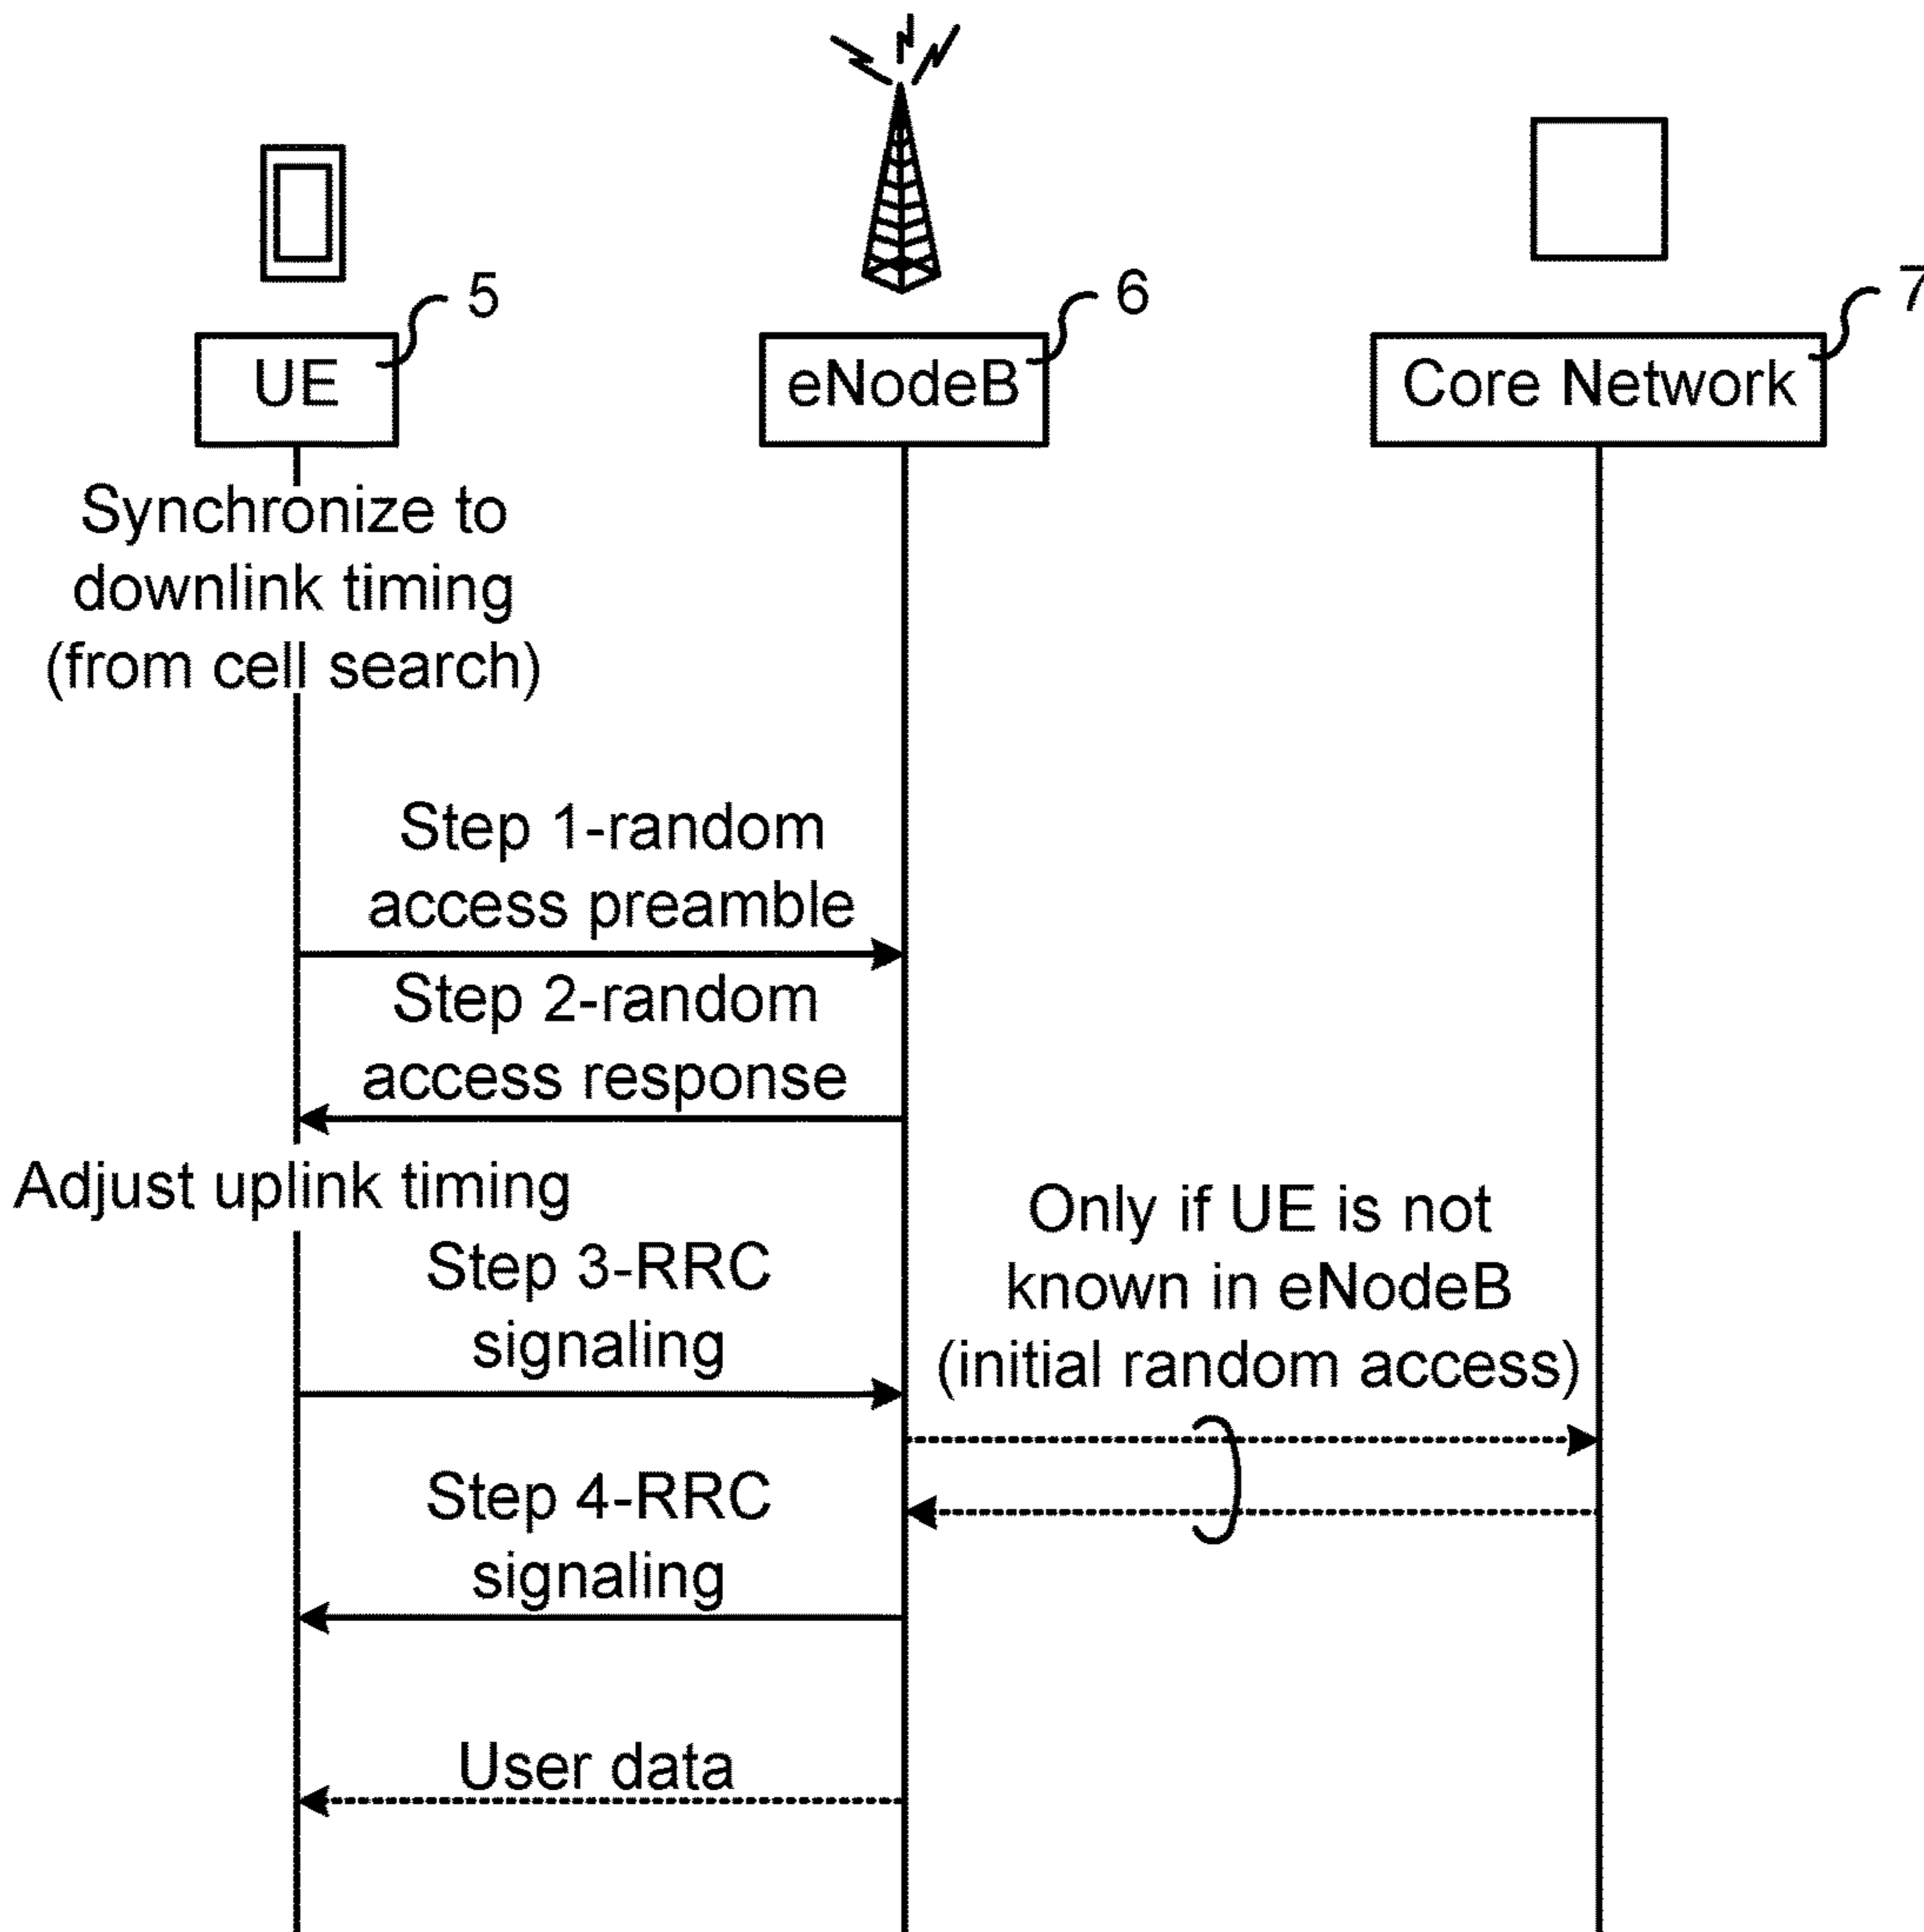 5
6
7
UE
eNodeB
Core Network
Synchronize to
downlink timing
(from cell search)
Step 1-random
access preamble
Step 2-random
access response
Adjust uplink timing
Only if UE is not
known in eNodeB
(initial random access)
Step 3-RRC
signaling
Step 4-RRC
signaling
User data